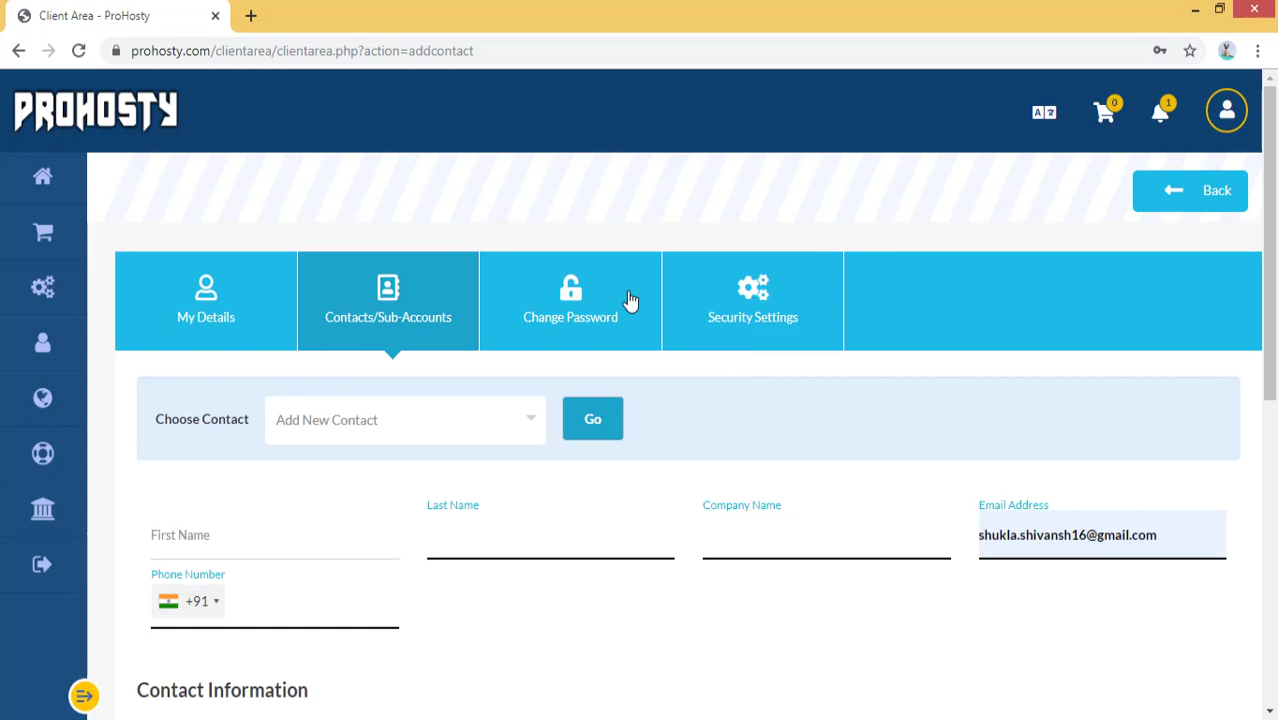 Client Area - ProHosty
prohosty.com/clientarea/clientarea.php?action=addcontact
PROHOSTY
A
0
1
Back
My Details
Contacts/Sub-Accounts
Change Password
Security Settings
Choose Contact
Add New Contact
Go
First Name
Last Name
Company Name
Email Address
shukla.shivansh16@gmail.com
Phone Number
+91
Contact Information